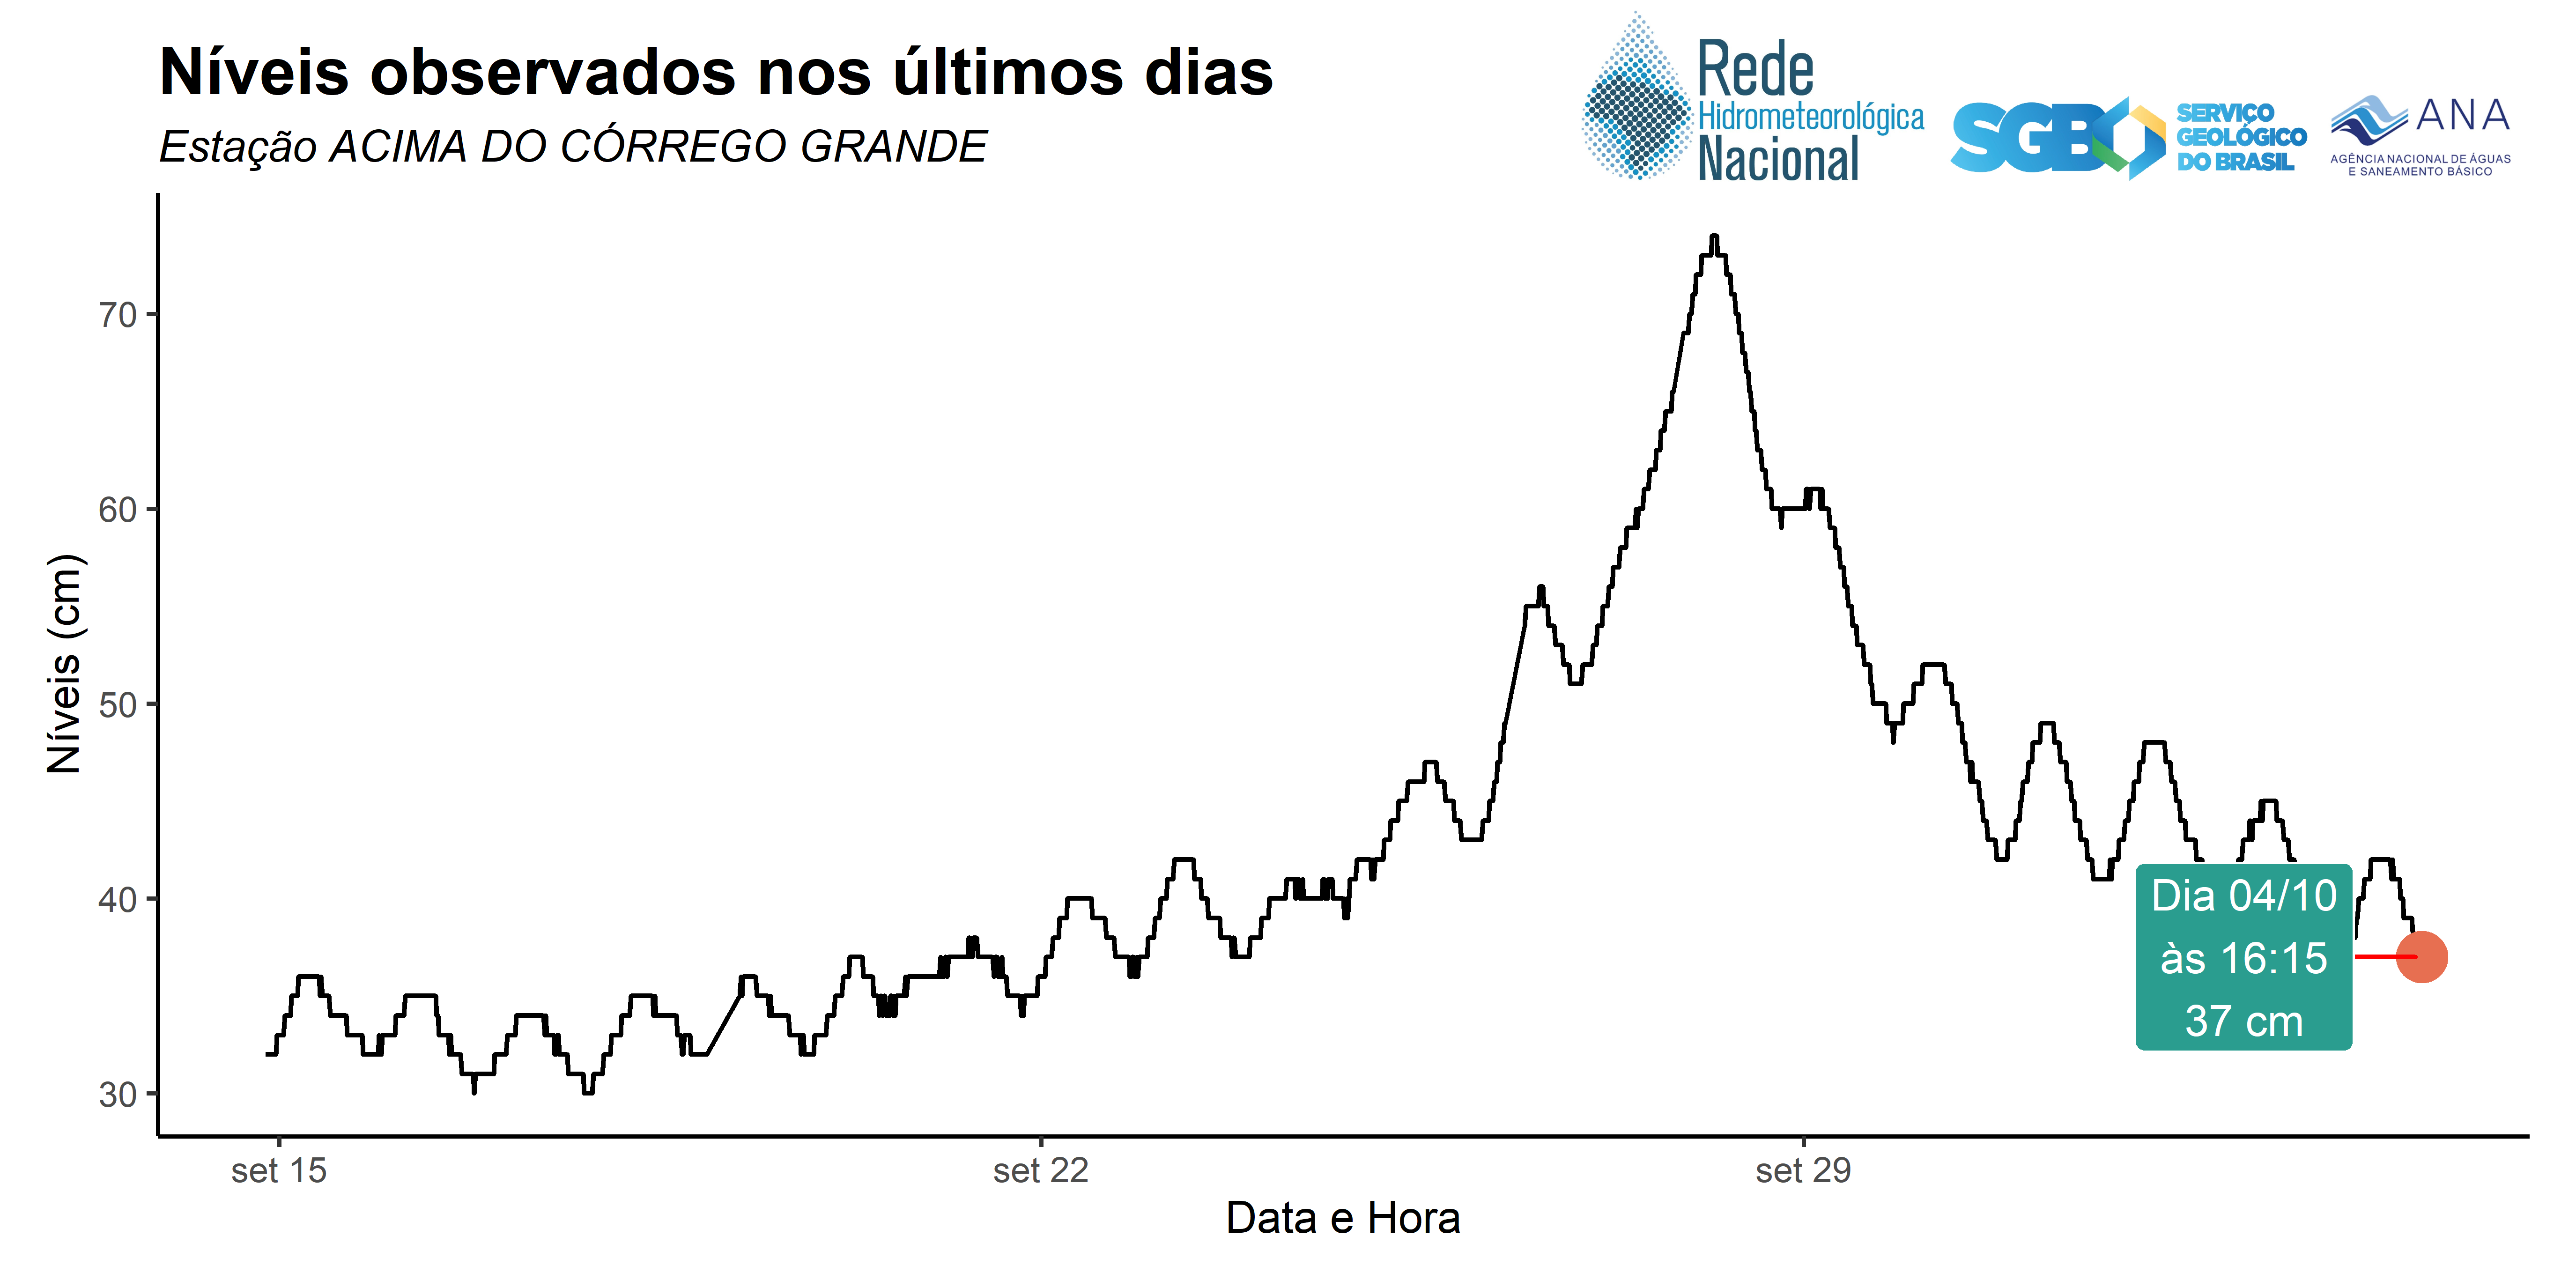 Níveis observados nos últimos dias
Estação ACIMA DO CÓRREGO GRANDE
Rede
Hidrometeorológica
Nacional
SGB
SERVIÇO
GEOLÓGICO
DO BRASIL
ANA
AGÊNCIA NACIONAL DE ÁGUAS
E SANEAMENTO BÁSICO
Níveis (cm)
70
60
50
40
30
Dia 04/10
às 16:15
37 cm
set 15
set 22
set 29
Data e Hora